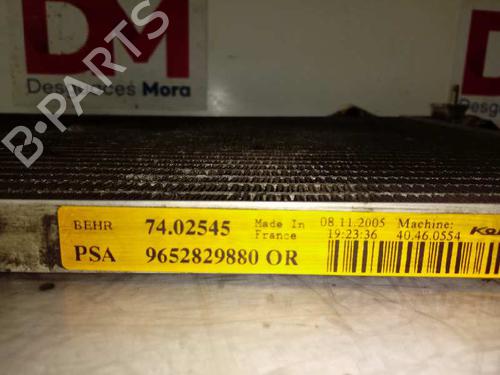 DM
Desguaces Mora
B-PARTS
BEHR 74.02545 Made In France 08.11.2005 19:23:36 Machine: 40.46.0554
PSA 9652829880 OR